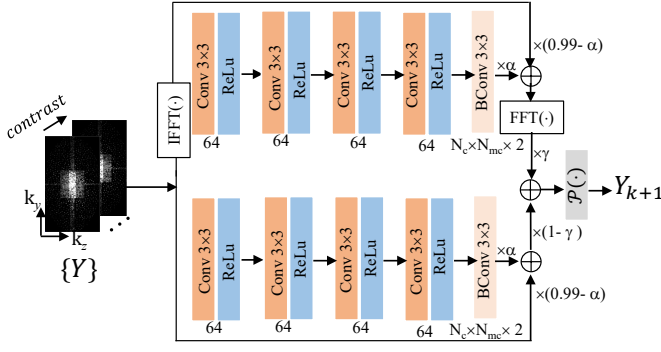 contrast
k_y
k_z
{Y}
IFFT(·)
Conv 3×3
ReLu
Conv 3×3
ReLu
Conv 3×3
ReLu
Conv 3×3
ReLu
BConv 3×3
64
64
64
64
N_c × N_mc × 2
×α
×(0.99- α)
FFT(·)
×γ
𝒫(·)
Y_{k+1}
×(1- γ )
Conv 3×3
ReLu
Conv 3×3
ReLu
Conv 3×3
ReLu
Conv 3×3
ReLu
BConv 3×3
64
64
64
64
N_c × N_mc × 2
×α
×(0.99- α)